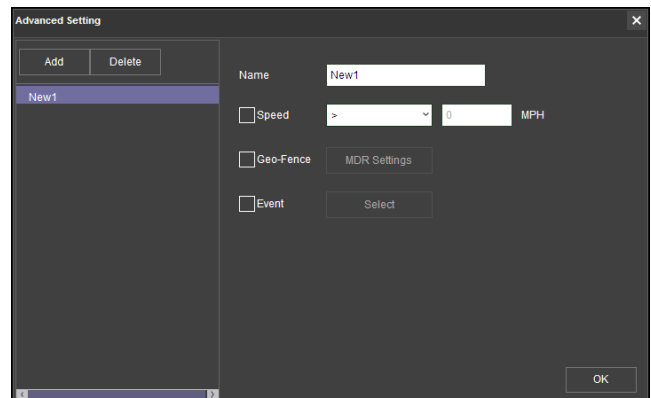 Advanced Setting
Add Delete
New1
Name New1
Speed > 0 MPH
Geo-Fence MDR Settings
Event Select
OK